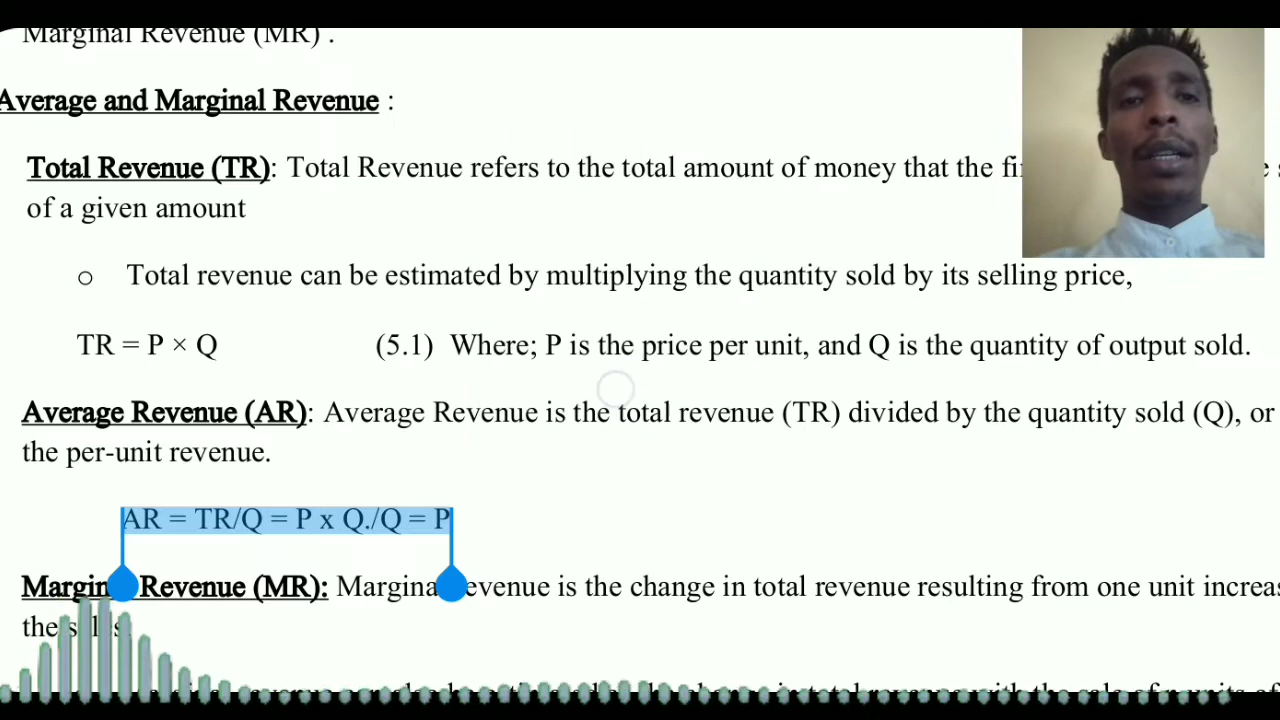 Marginal Revenue (MR) .
Average and Marginal Revenue :
Total Revenue (TR): Total Revenue refers to the total amount of money that the
of a given amount
o Total revenue can be estimated by multiplying the quantity sold by its selling price,
TR = P × Q (5.1) Where; P is the price per unit, and Q is the quantity of output sold.
Average Revenue (AR): Average Revenue is the total revenue (TR) divided by the quantity sold (Q), or
the per-unit revenue.
AR = TR/Q = P x Q./Q = P
Revenue (MR): is the change in total revenue resulting from one unit
the